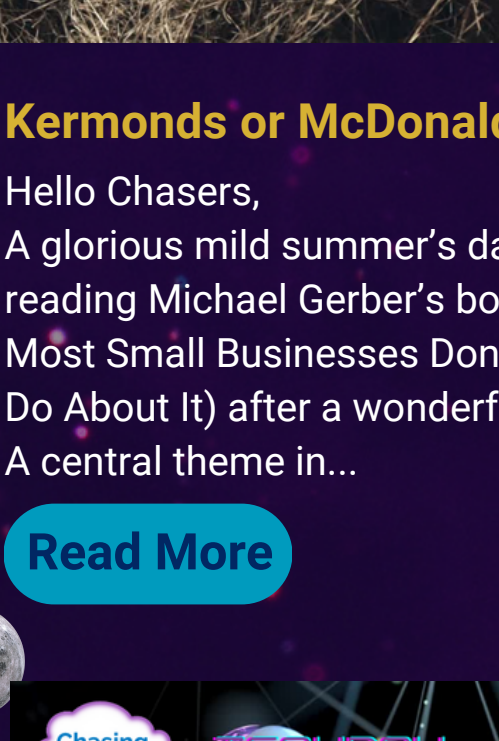 Kermonds or McDonald
Hello Chasers,
A glorious mild summer’s da
reading Michael Gerber’s bo
Most Small Businesses Don
Do About It) after a wonderf
A central theme in...
Read More
Chasing